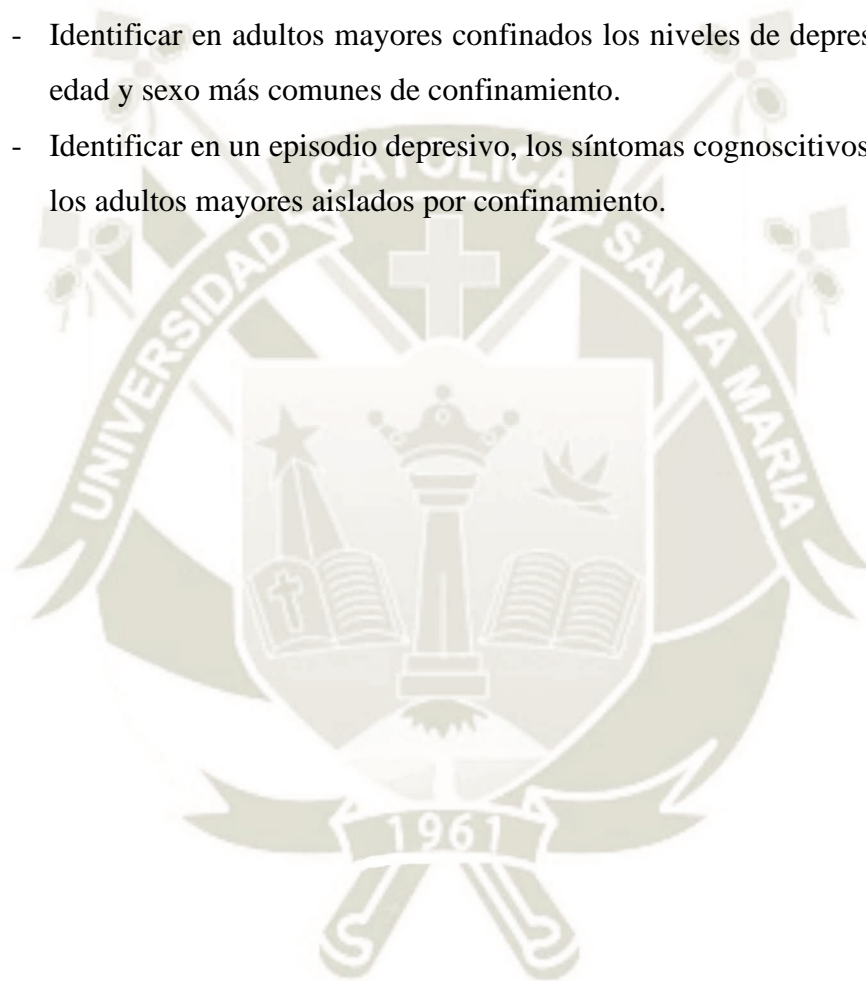 - Identificar en adultos mayores confinados los niveles de depres
edad y sexo más comunes de confinamiento.
- Identificar en un episodio depresivo, los síntomas cognoscitivos
los adultos mayores aislados por confinamiento.
UNIVERSIDAD CATÓLICA SANTA MARIA
1961